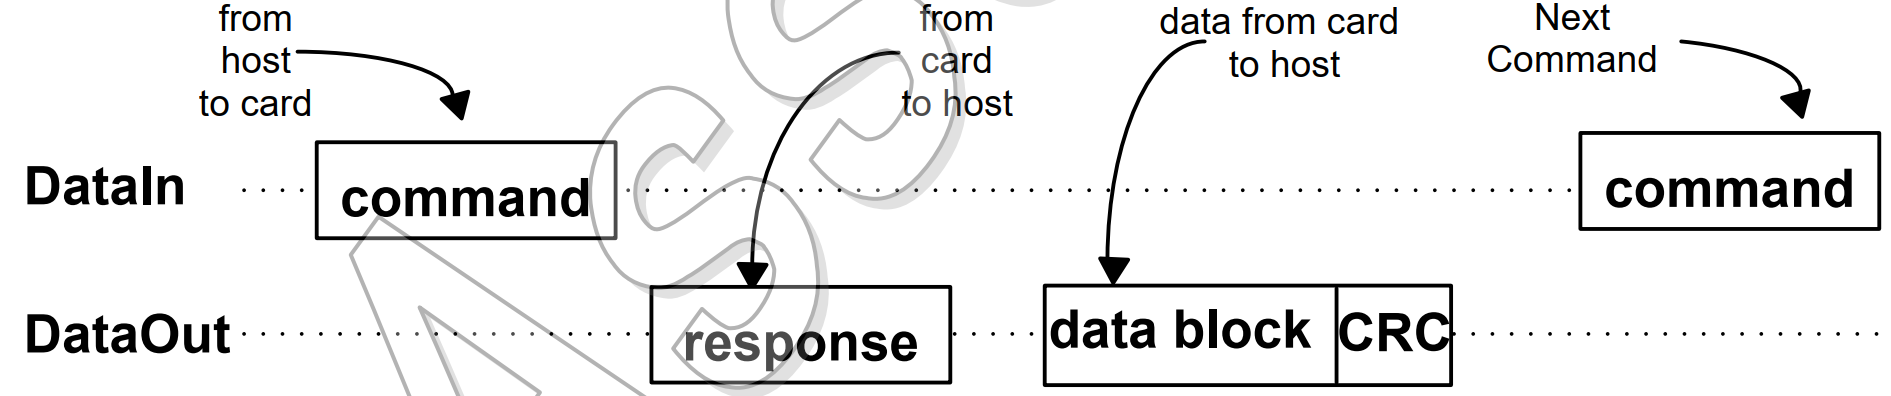 from
host
to card
from
card
to host
data from card
to host
Next
Command
DataIn
command
command
DataOut
response
data block
CRC